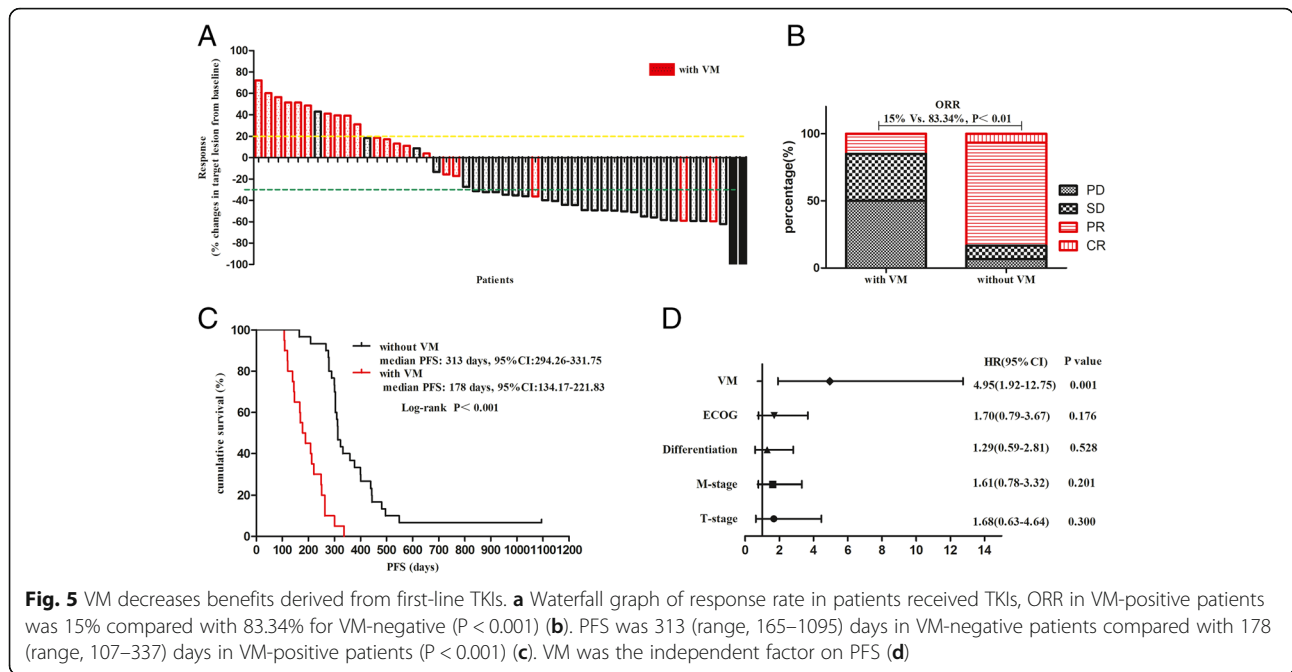 A
100
80
60
40
20
0
-20
-40
-60
-80
-100
Response
(% changes in target lesion from baseline)
with VM
Patients
B
ORR
15% Vs. 83.34%, P< 0.01
100
50
0
percentage(%)
with VM
without VM
PD
SD
PR
CR
C
100
80
60
40
20
0
cumulative survival (%)
without VM
median PFS: 313 days, 95%CI:294.26-331.75
with VM
median PFS: 178 days, 95%CI:134.17-221.83
Log-rank P< 0.001
0 100 200 300 400 500 600 700 800 900 1000 1100 1200
PFS (days)
D
HR(95%CI) P value
VM 4.95(1.92-12.75) 0.001
ECOG 1.70(0.79-3.67) 0.176
Differentiation 1.29(0.59-2.81) 0.528
M-stage 1.61(0.78-3.32) 0.201
T-stage 1.68(0.63-4.64) 0.300
0 2 4 6 8 10 12 14
Fig. 5 VM decreases benefits derived from first-line TKIs. a Waterfall graph of response rate in patients received TKIs, ORR in VM-positive patients
was 15% compared with 83.34% for VM-negative (P < 0.001) (b). PFS was 313 (range, 165–1095) days in VM-negative patients compared with 178
(range, 107–337) days in VM-positive patients (P < 0.001) (c). VM was the independent factor on PFS (d)